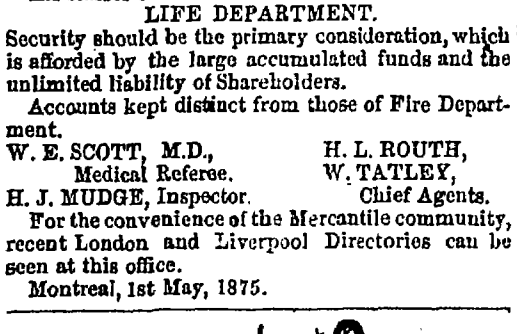 LIFE DEPARTMENT.
Security should be the primary consideration, which
is afforded by the large accumulated funds and the
unlimited liability of Shareholders.
Accounts kept distinct from those of Fire Depart-
ment.
W. E. SCOTT, M.D., H. L. ROUTH,
Medical Referee. W. TATLEY,
H. J. MUDGE, Inspector. Chief Agents.
For the convenience of the Mercantile community,
recent London and Liverpool Directories can be
seen at this office.
Montreal, 1st May, 1875.